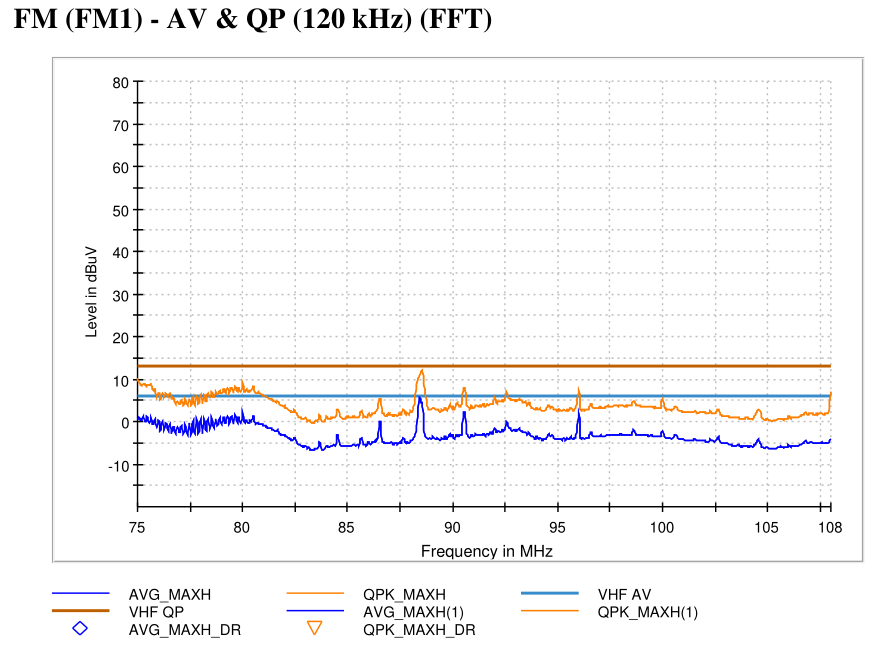 FM (FM1) - AV & QP (120 kHz) (FFT)
80
70
60
50
40
30
20
10
0
-10
Level in dBuV
75 80 85 90 95 100 105 108
Frequency in MHz
AVG_MAXH QPK_MAXH VHF AV
VHF QP AVG_MAXH(1) QPK_MAXH(1)
AVG_MAXH_DR QPK_MAXH_DR